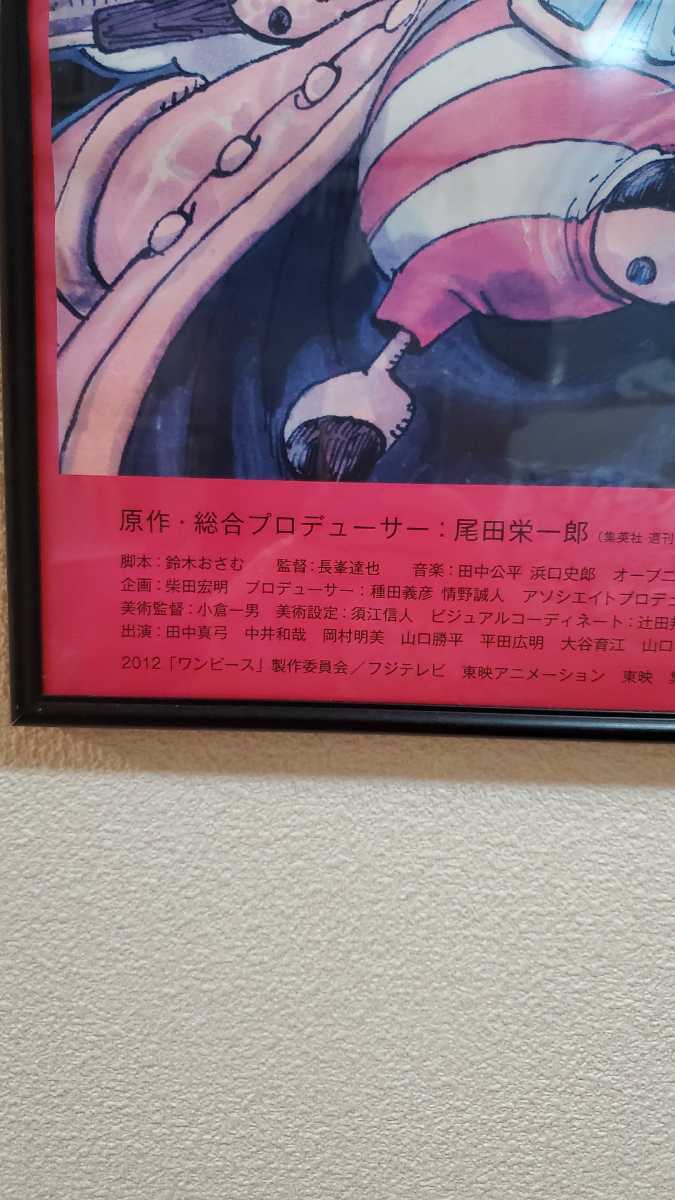 原作・総合プロデューサー：尾田栄一郎（集英社 週刊
脚本：鈴木おさむ　監督：長峯達也　音楽：田中公平 浜口史郎　オープニ
企画：柴田宏明　プロデューサー：種田義彦 情野誠人　アソシエイトプロデュ
美術監督：小倉一男　美術設定：須江信人　ビジュアルコーディネート：辻田邦
出演：田中真弓　中井和哉　岡村明美　山口勝平　平田広明　大谷育江　山口
2012「ワンピース」製作委員会／フジテレビ　東映アニメーション　東映　集